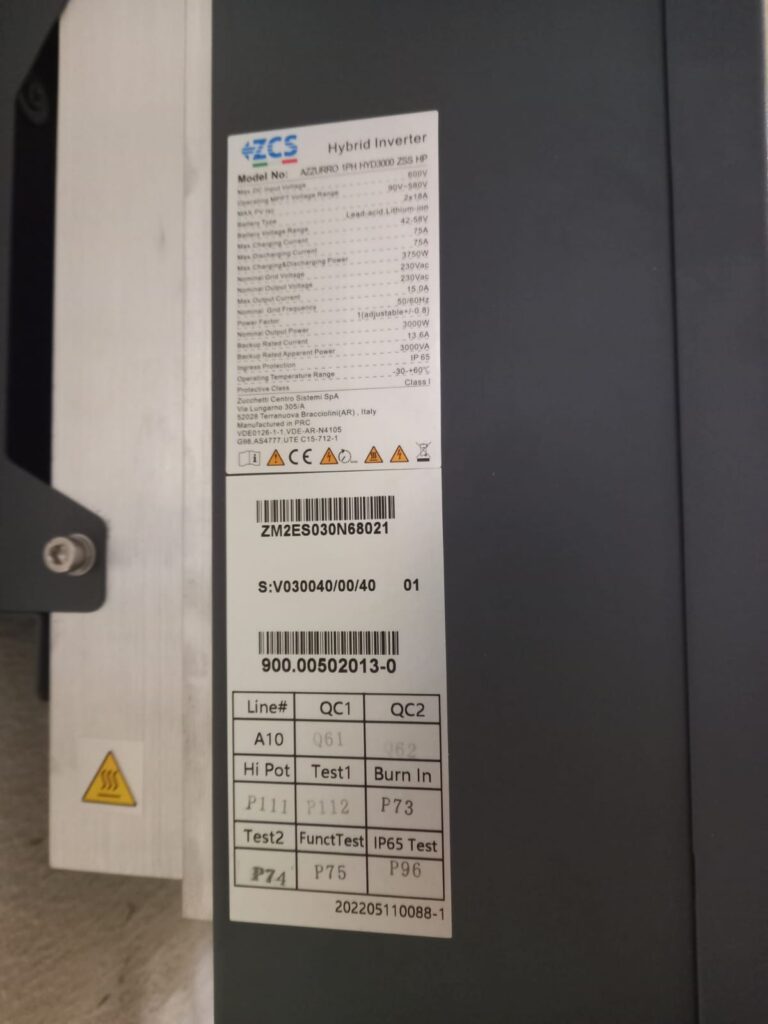 ZCS Hybrid Inverter
Model No: AZZURRO 1PH HYD3000 ZSS HP
Max DC Input Voltage 600V
Operating MPPT Voltage Range 90V~580V
MAX PV Isc 2x18A
Battery Type Lead-acid,Lithium-ion
Battery Voltage Range 42-58V
Max Charging Current 75A
Max Discharging Current 75A
Max Charging&Discharging Power 3750W
Nominal Grid Voltage 230Vac
Nominal Output Voltage 230Vac
Max Output Current 15.0A
Nominal Grid Frequency 50/60Hz
Power Factor 1(adjustable+/-0.8)
Nominal Output Power 3000W
Backup Rated Current 13.6A
Backup Rated Apparent Power 3000VA
Ingress Protection IP 65
Operating Temperature Range -30-+60℃
Protective Class Class I
Zucchetti Centro Sistemi SpA
Via Lungarno 305/A
52028 Terranuova Bracciolini(AR) , Italy
Manufactured in PRC
VDE0126-1-1,VDE-AR-N4105
G98,AS4777,UTE C15-712-1
CE
ZM2ES030N68021
S:V030040/00/40 01
900.00502013-0
Line# QC1 QC2
A10 Q61 Q62
Hi Pot Test1 Burn In
P111 P112 P73
Test2 FunctTest IP65 Test
P74 P75 P96
202205110088-1